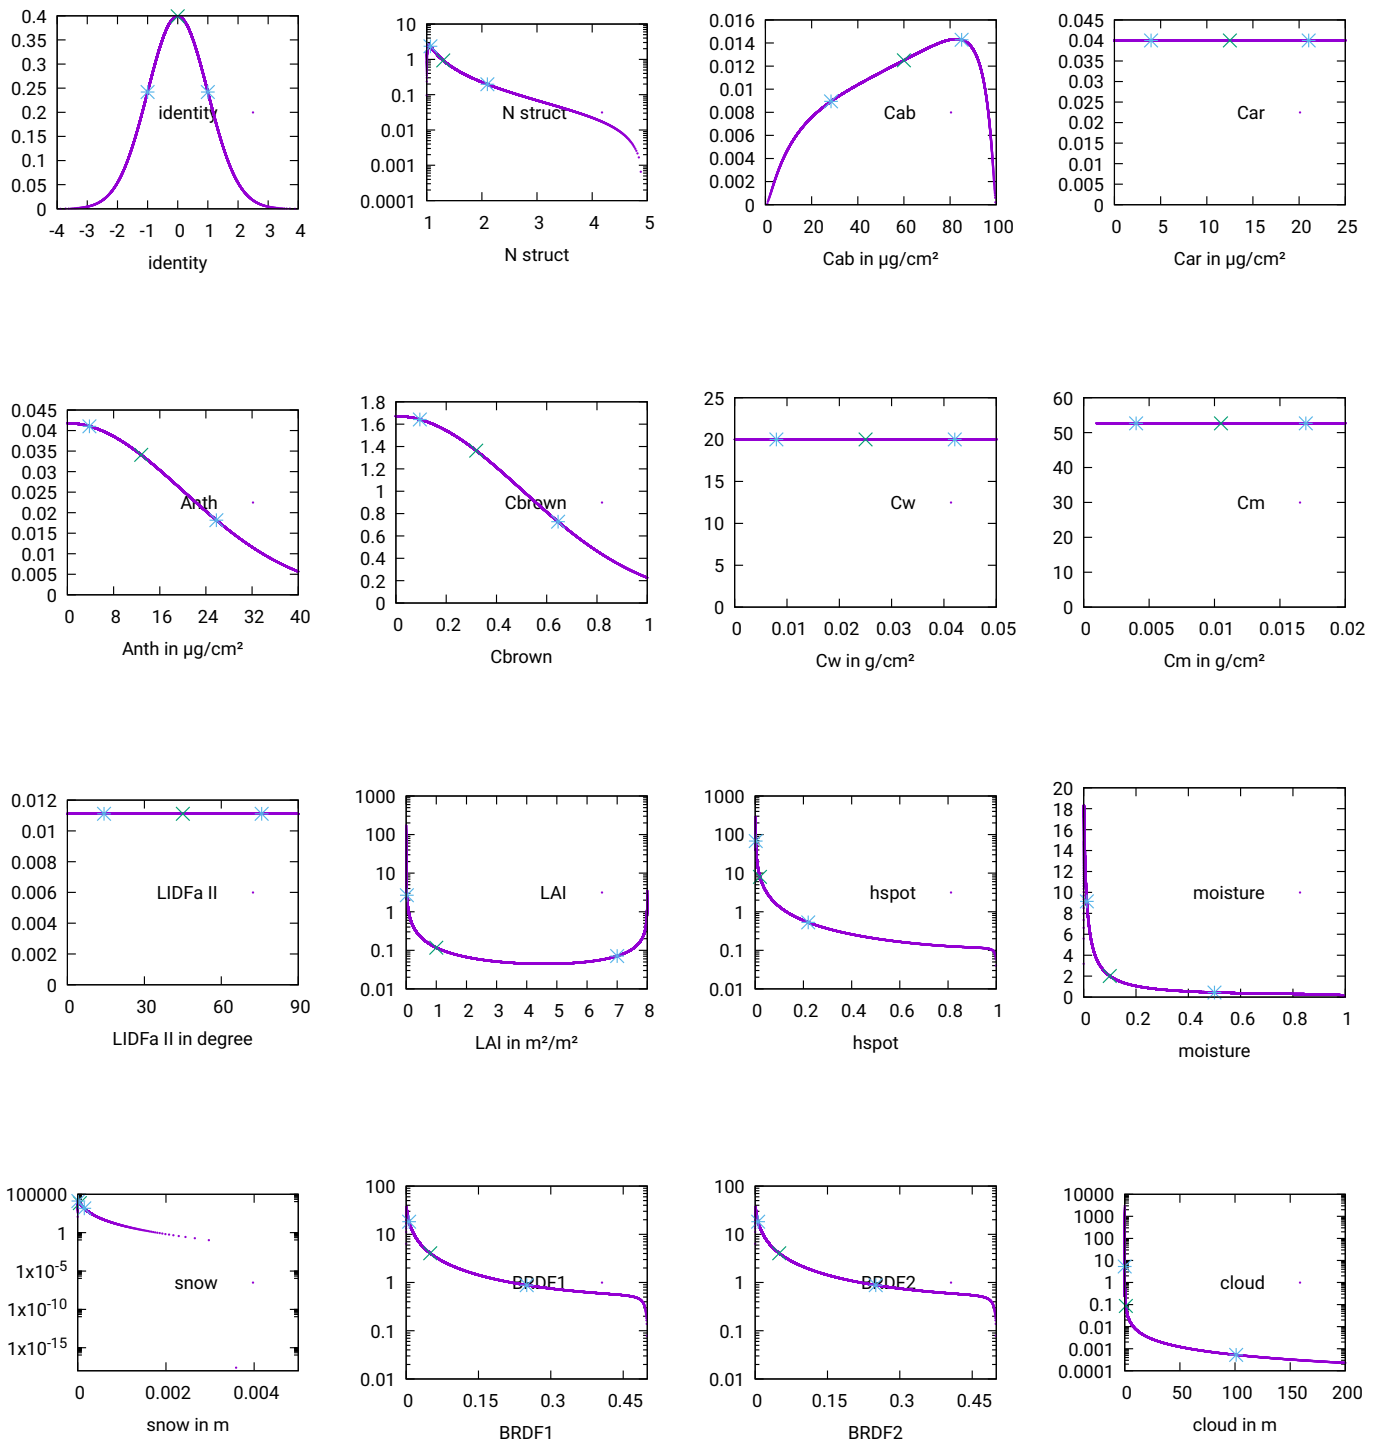 0.4
0.35
0.3
0.25
0.2
0.15
0.1
0.05
0
-4 -3 -2 -1 0 1 2 3 4
identity
identity
10
1
0.1
0.01
0.001
0.0001
1 2 3 4 5
N struct
N struct
0.016
0.014
0.012
0.01
0.008
0.006
0.004
0.002
0
0 20 40 60 80 100
Cab
Cab in µg/cm²
0.045
0.04
0.035
0.03
0.025
0.02
0.015
0.01
0.005
0
0 5 10 15 20 25
Car
Car in µg/cm²
0.045
0.04
0.035
0.03
0.025
0.02
0.015
0.01
0.005
0
0 8 16 24 32 40
Anth
Anth in µg/cm²
1.8
1.6
1.4
1.2
1
0.8
0.6
0.4
0.2
0
0 0.2 0.4 0.6 0.8 1
Cbrown
Cbrown
25
20
15
10
5
0
0 0.01 0.02 0.03 0.04 0.05
Cw
Cw in g/cm²
60
50
40
30
20
10
0
0 0.005 0.01 0.015 0.02
Cm
Cm in g/cm²
0.012
0.01
0.008
0.006
0.004
0.002
0
0 30 60 90
LIDFa II
LIDFa II in degree
1000
100
10
1
0.1
0.01
0 1 2 3 4 5 6 7 8
LAI
LAI in m²/m²
1000
100
10
1
0.1
0.01
0 0.2 0.4 0.6 0.8 1
hspot
hspot
20
18
16
14
12
10
8
6
4
2
0
0 0.2 0.4 0.6 0.8 1
moisture
moisture
100000
1
1x10⁻⁵
1x10⁻¹⁰
1x10⁻¹⁵
0 0.002 0.004
snow
snow in m
100
10
1
0.1
0.01
0 0.15 0.3 0.45
BRDF1
BRDF1
100
10
1
0.1
0.01
0 0.15 0.3 0.45
BRDF2
BRDF2
10000
1000
100
10
1
0.1
0.01
0.001
0.0001
0 50 100 150 200
cloud
cloud in m